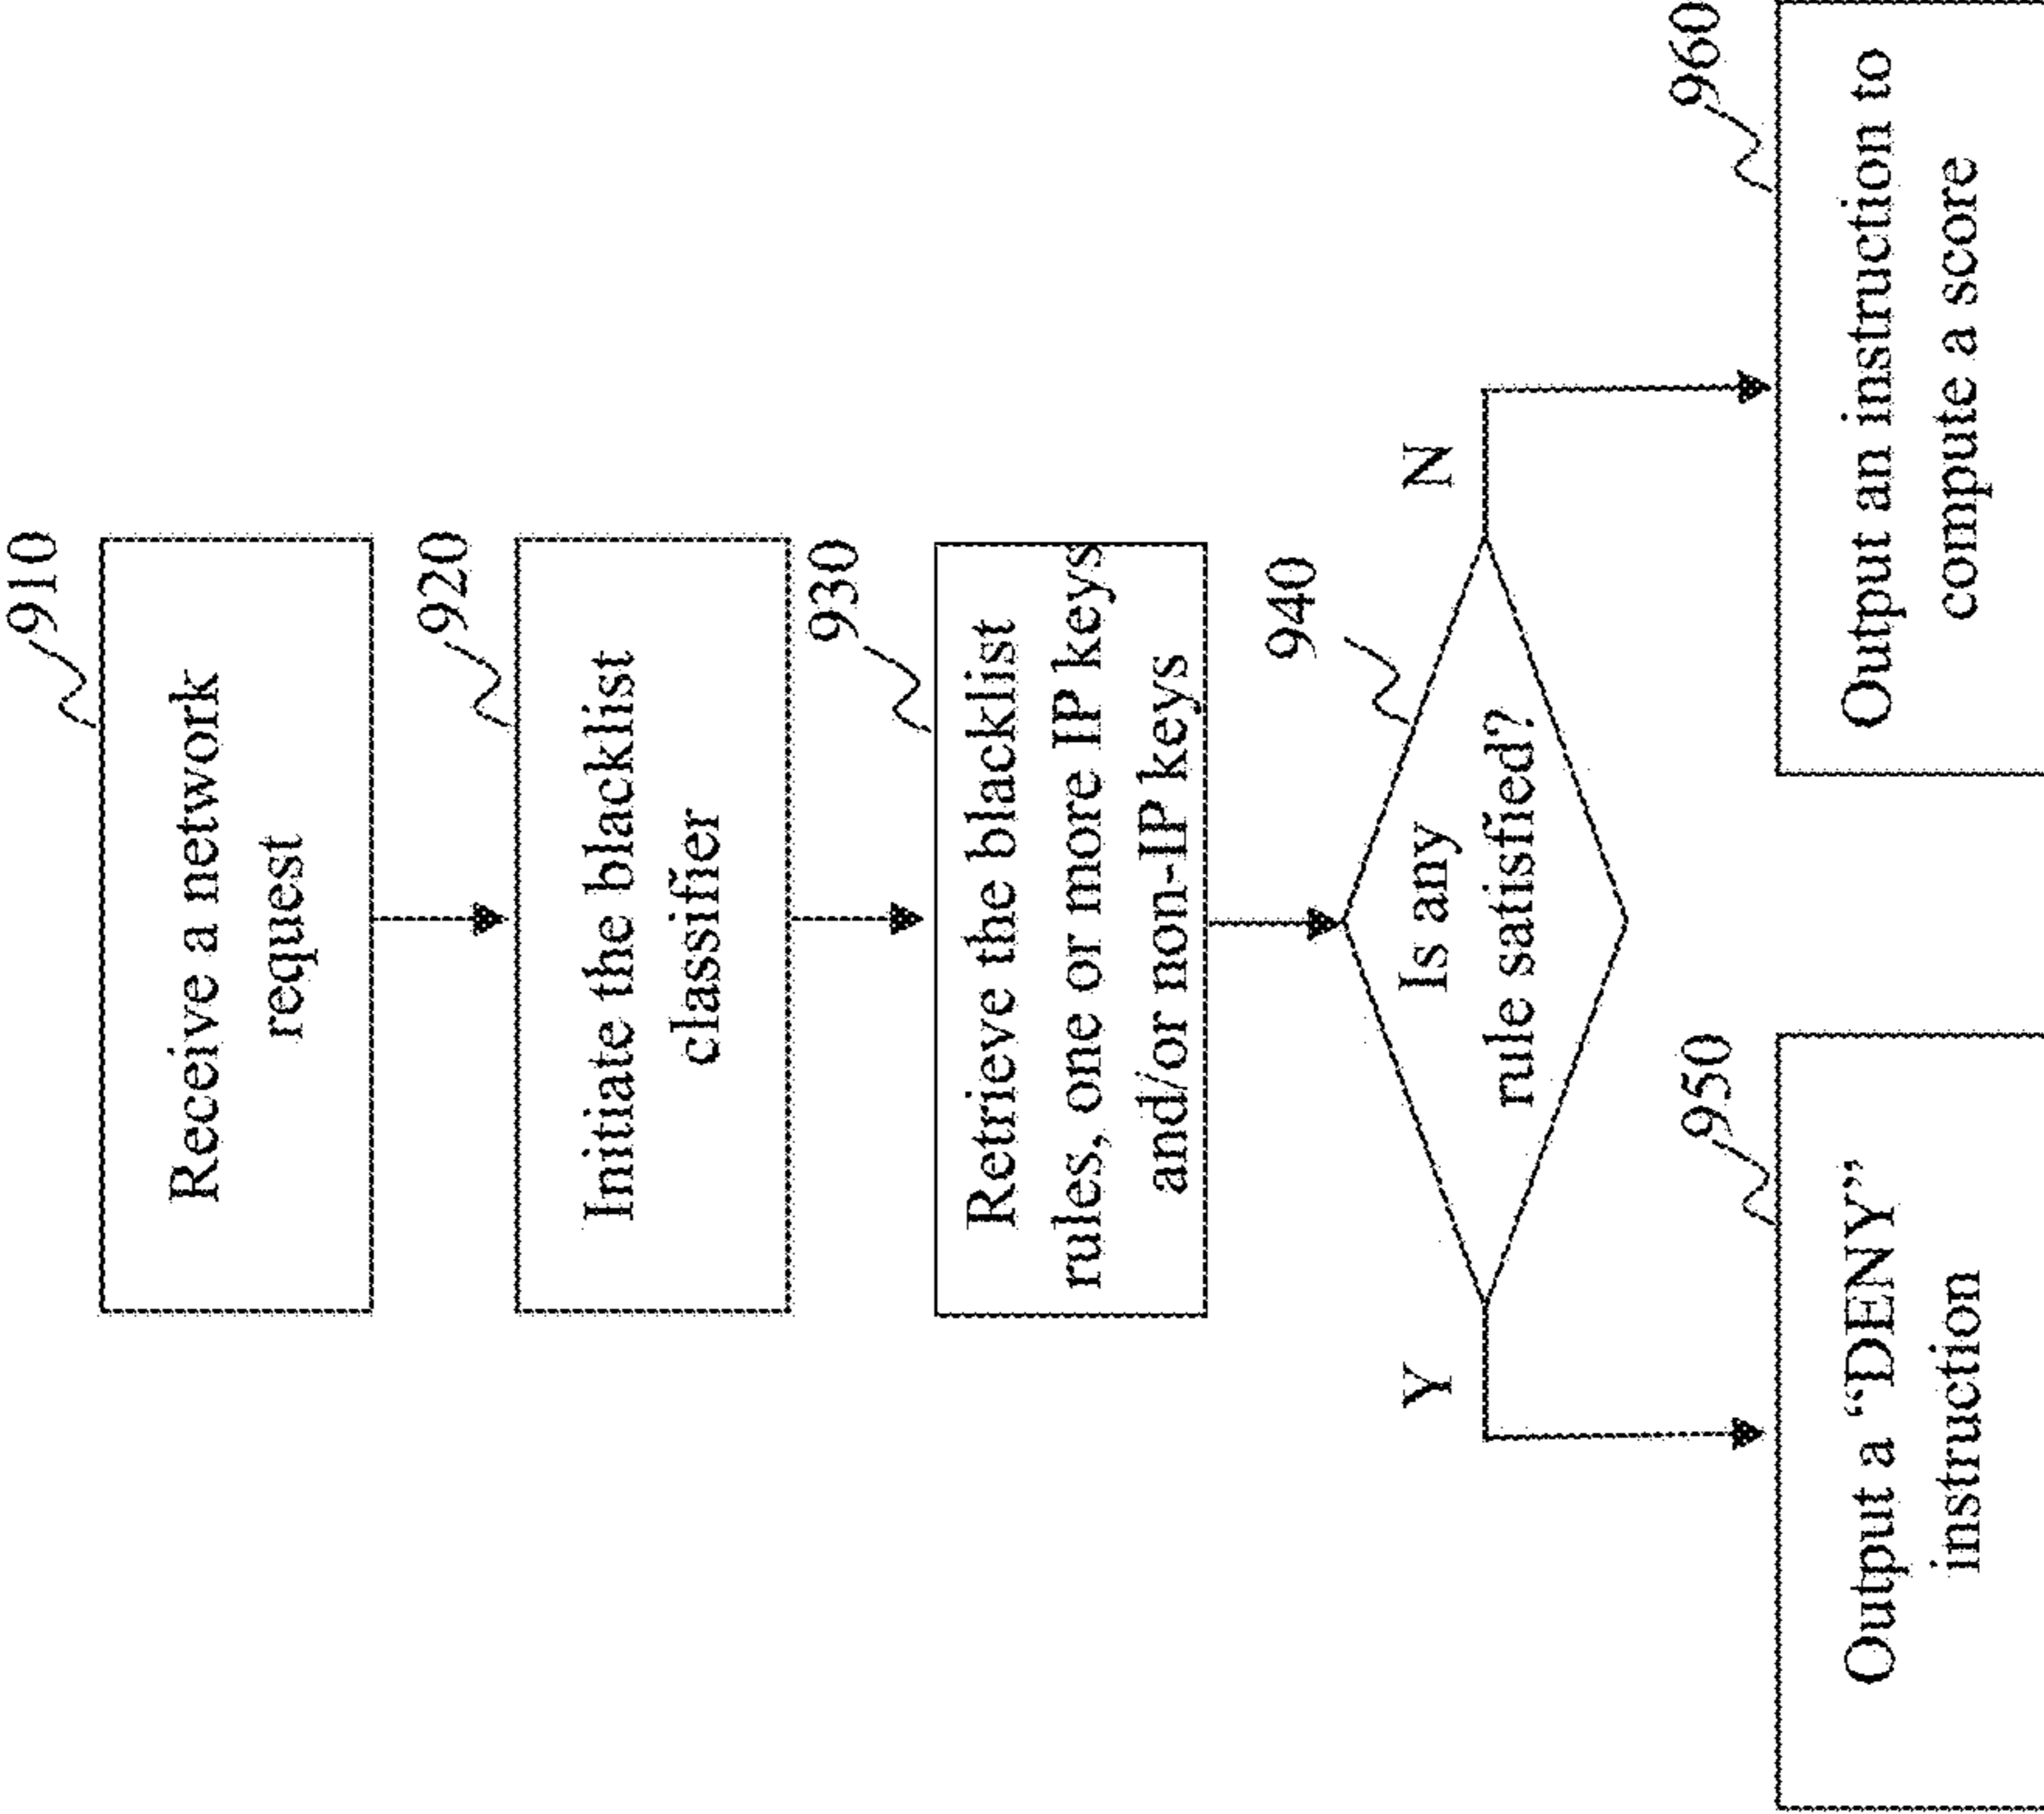 910
Receive a network
request
920
Initiate the blacklist
classifier
930
Retrieve the blacklist
rules, one or more IP keys
and/or non-IP keys
940
Is any
rule satisfied?
Y
N
950
Output a “DENY”
instruction
960
Output an instruction to
compute a score